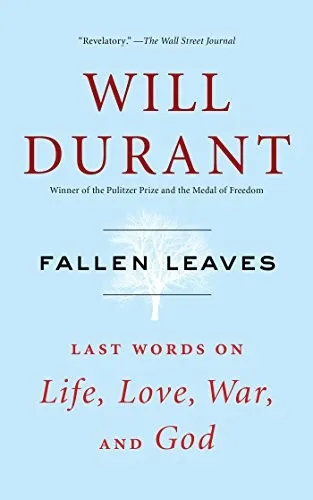 “Revelatory.” —The Wall Street Journal
WILL
DURANT
Winner of the Pulitzer Prize and the Medal of Freedom
FALLEN LEAVES
LAST WORDS ON
Life, Love, War,
AND God